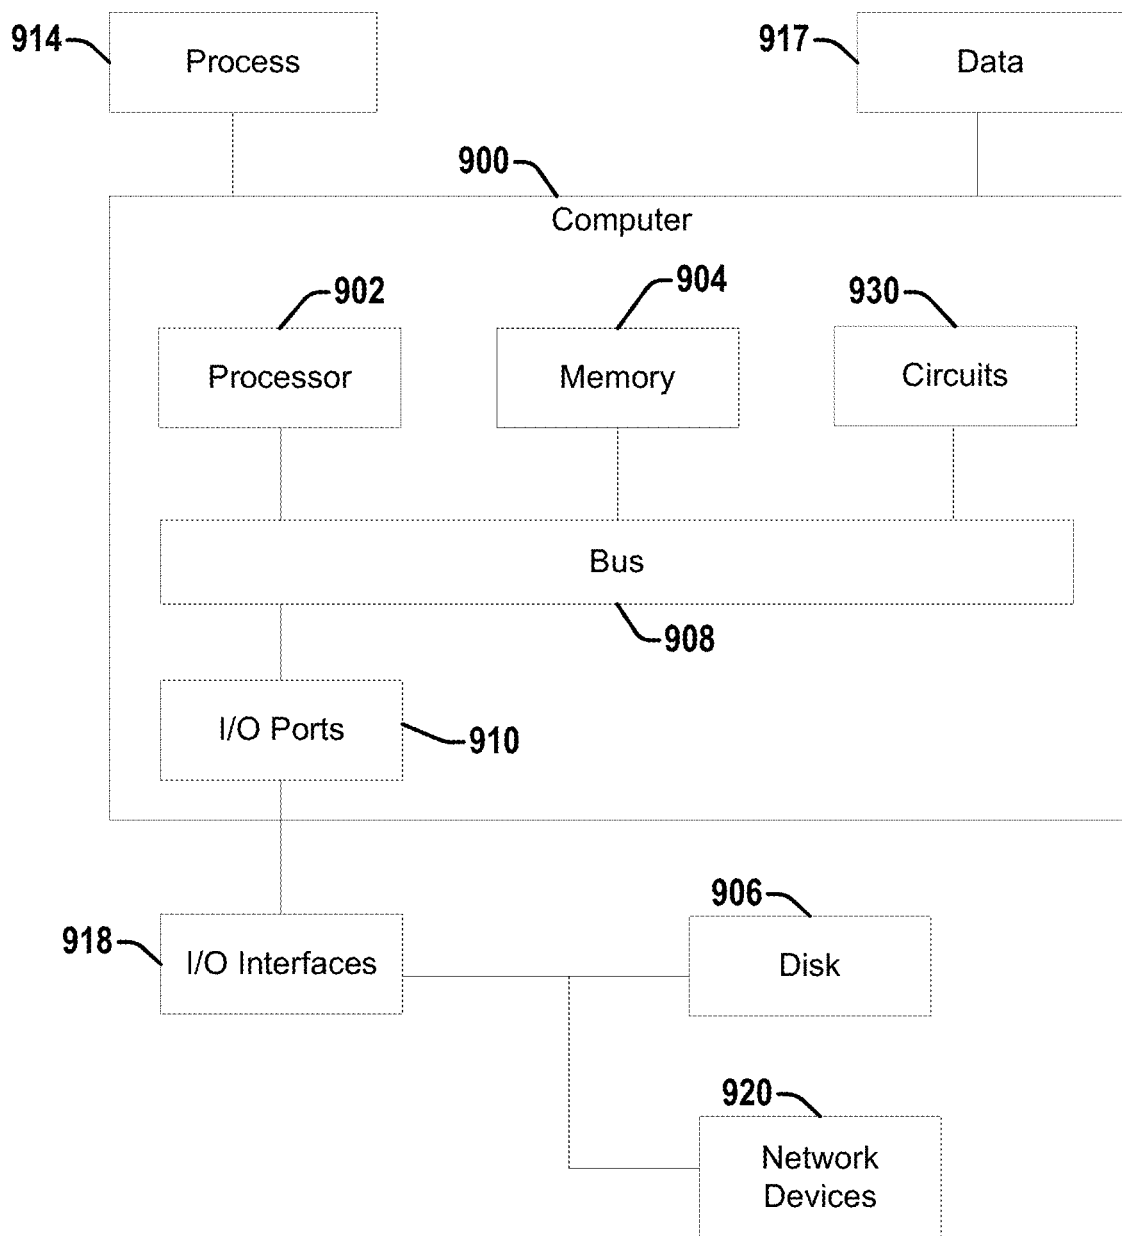 914
Process
917
Data
900
Computer
902
904
930
Processor
Memory
Circuits
Bus
908
I/O Ports
910
906
918
I/O Interfaces
Disk
920
Network
Devices